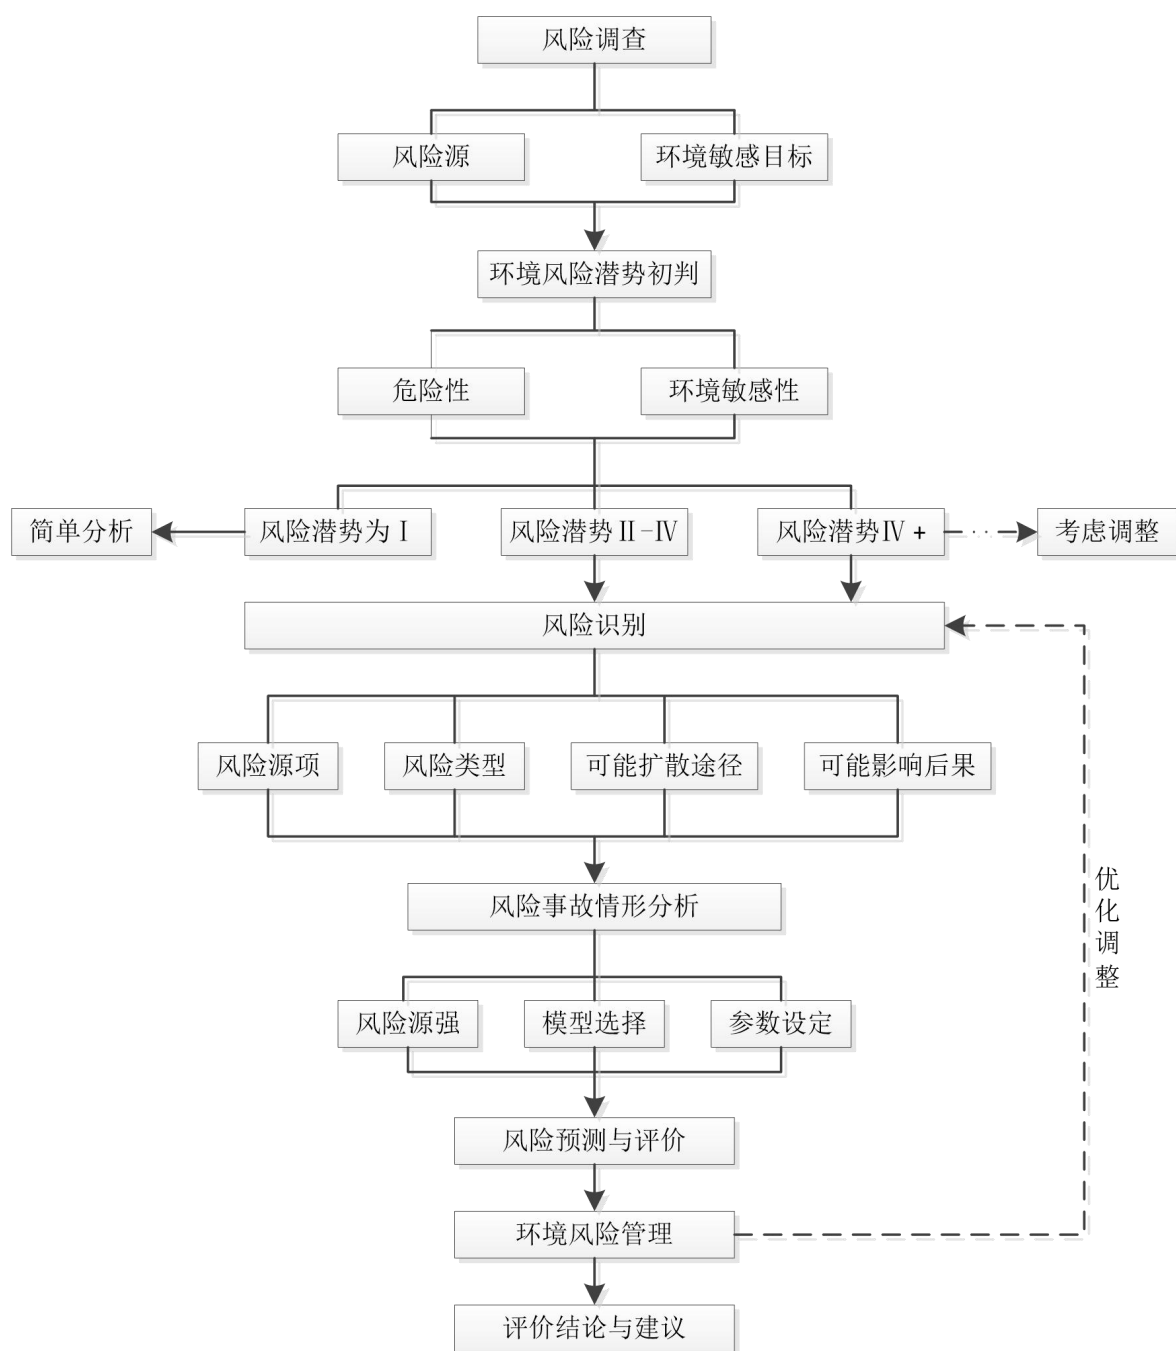 风险调查
风险源
环境敏感目标
环境风险潜势初判
危险性
环境敏感性
简单分析
风险潜势为Ⅰ
风险潜势Ⅱ-Ⅳ
风险潜势Ⅳ+
考虑调整
风险识别
风险源项
风险类型
可能扩散途径
可能影响后果
风险事故情形分析
优化调整
风险源强
模型选择
参数设定
风险预测与评价
环境风险管理
评价结论与建议